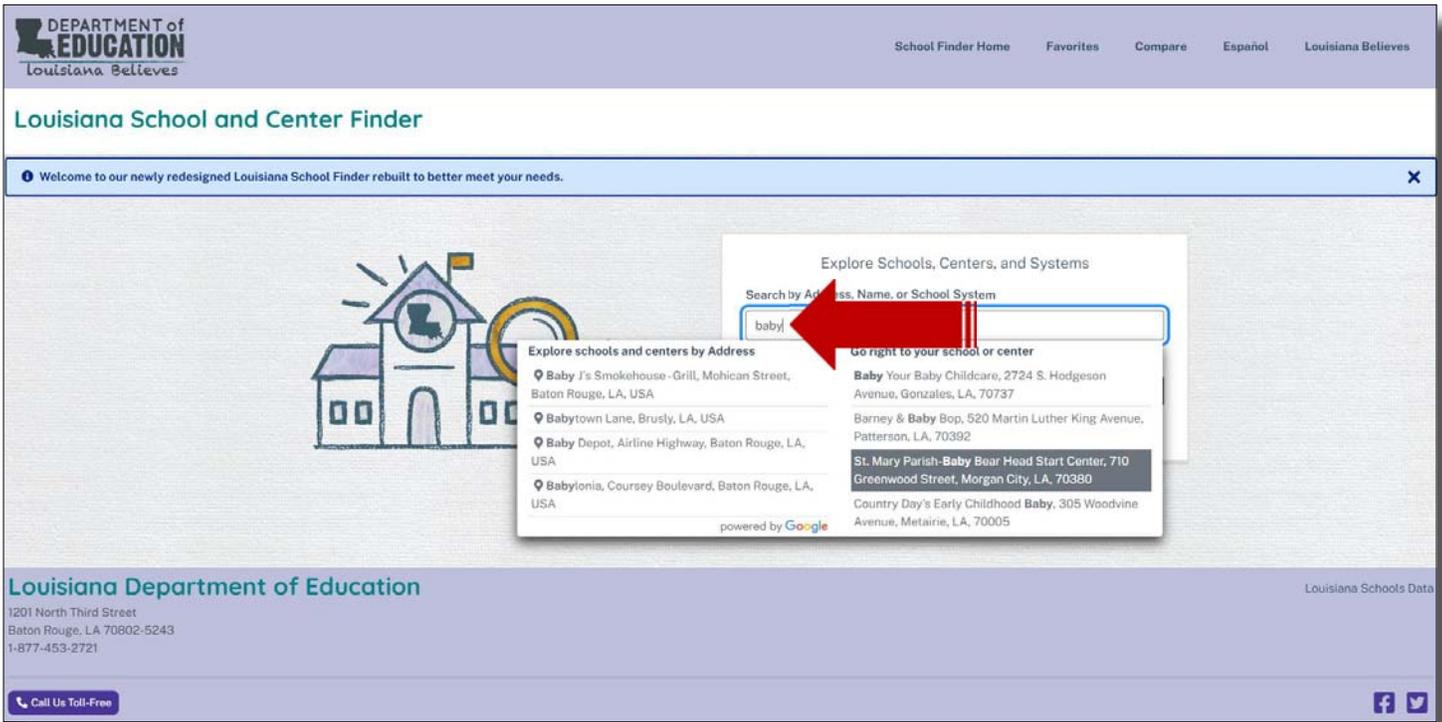 DEPARTMENT of
EDUCATION
Louisiana Believes
School Finder Home Favorites Compare Español Louisiana Believes
Louisiana School and Center Finder
Welcome to our newly redesigned Louisiana School Finder rebuilt to better meet your needs.
Explore Schools, Centers, and Systems
Search by Address, Name, or School System
baby
Explore schools and centers by Address
Baby J's Smokehouse-Grill, Mohican Street,
Baton Rouge, LA, USA
Babytown Lane, Brusly, LA, USA
Baby Depot, Airline Highway, Baton Rouge, LA,
USA
Babylonia, Coursey Boulevard, Baton Rouge, LA,
USA
powered by Google
Go right to your school or center
Baby Your Baby Childcare, 2724 S. Hodgeson
Avenue, Gonzales, LA, 70737
Barney & Baby Bop, 520 Martin Luther King Avenue,
Patterson, LA, 70392
St. Mary Parish-Baby Bear Head Start Center, 710
Greenwood Street, Morgan City, LA, 70380
Country Day's Early Childhood Baby, 305 Woodvine
Avenue, Metairie, LA, 70005
Louisiana Department of Education
1201 North Third Street
Baton Rouge, LA 70802-5243
1-877-453-2721
Louisiana Schools Data
Call Us Toll-Free